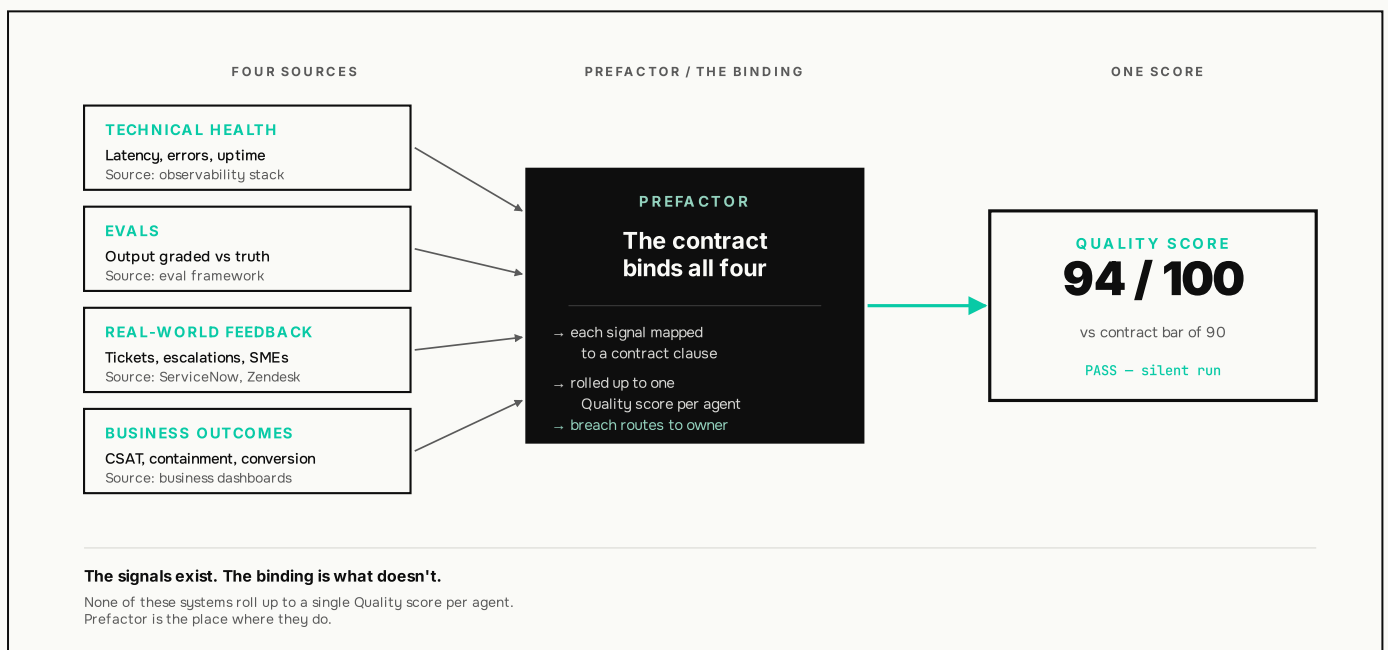 FOUR SOURCES
PREFACTOR / THE BINDING
ONE SCORE
TECHNICAL HEALTH
Latency, errors, uptime
Source: observability stack
EVALS
Output graded vs truth
Source: eval framework
REAL-WORLD FEEDBACK
Tickets, escalations, SMEs
Source: ServiceNow, Zendesk
BUSINESS OUTCOMES
CSAT, containment, conversion
Source: business dashboards
PREFACTOR
The contract
binds all four
→ each signal mapped
to a contract clause
→ rolled up to one
Quality score per agent
→ breach routes to owner
QUALITY SCORE
94 / 100
vs contract bar of 90
PASS — silent run
The signals exist. The binding is what doesn't.
None of these systems roll up to a single Quality score per agent.
Prefactor is the place where they do.